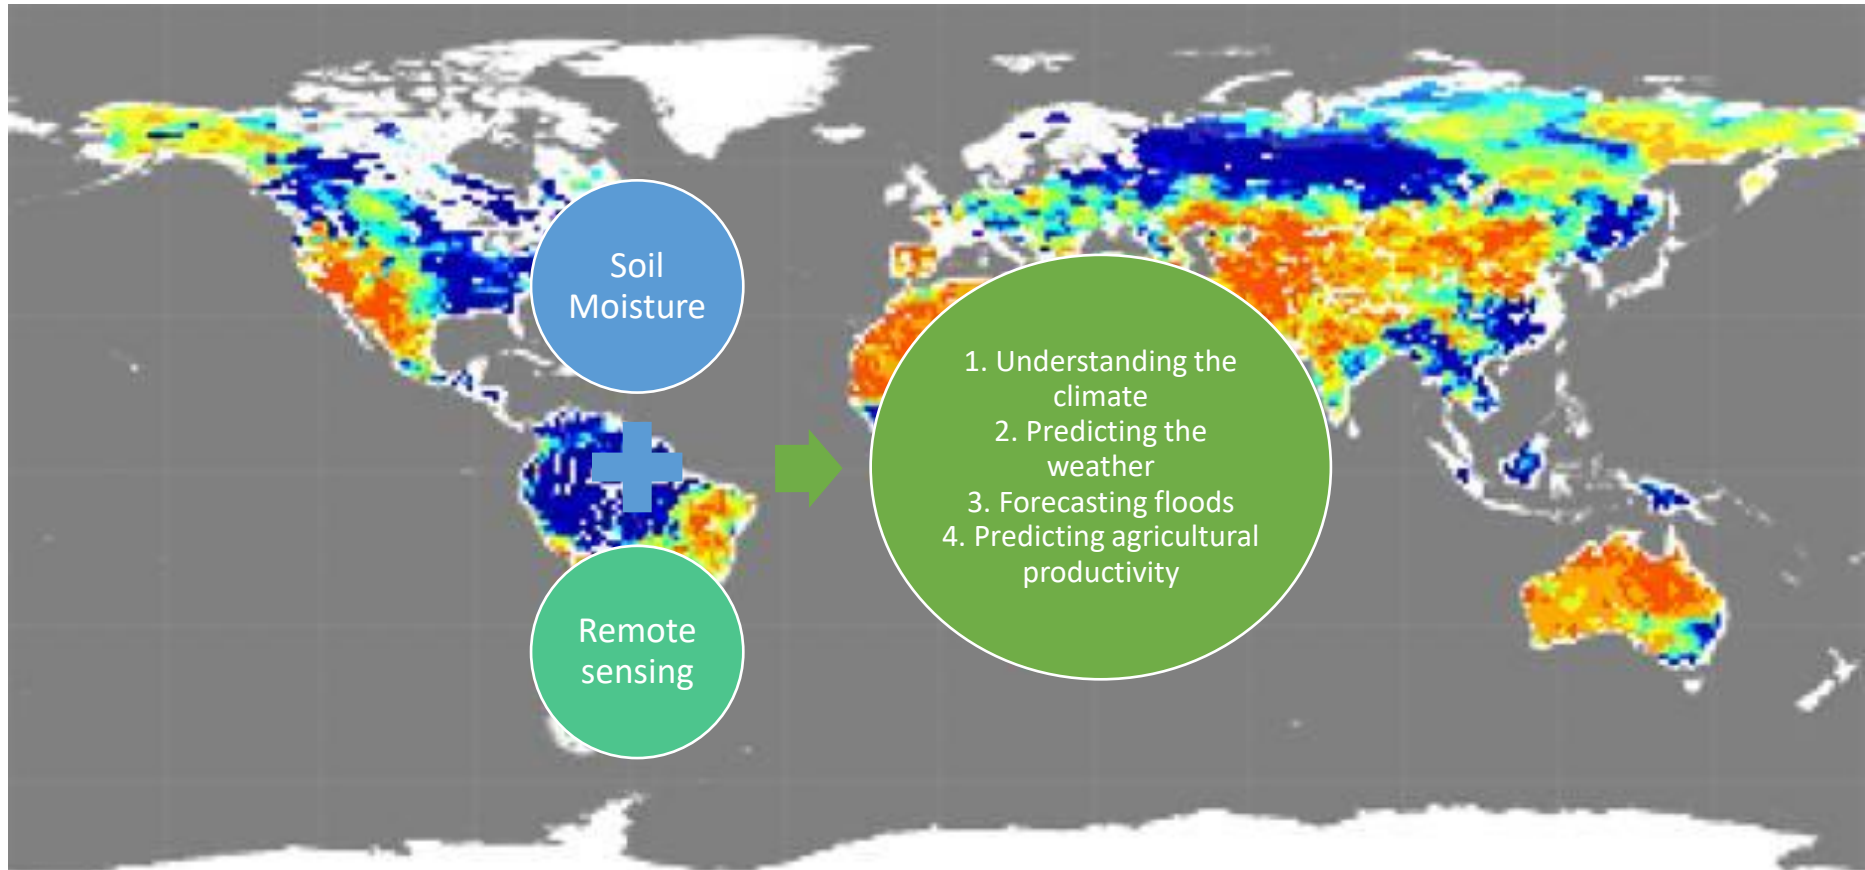 Soil
Moisture
Remote
sensing
1. Understanding the
climate
2. Predicting the
weather
3. Forecasting floods
4. Predicting agricultural
productivity